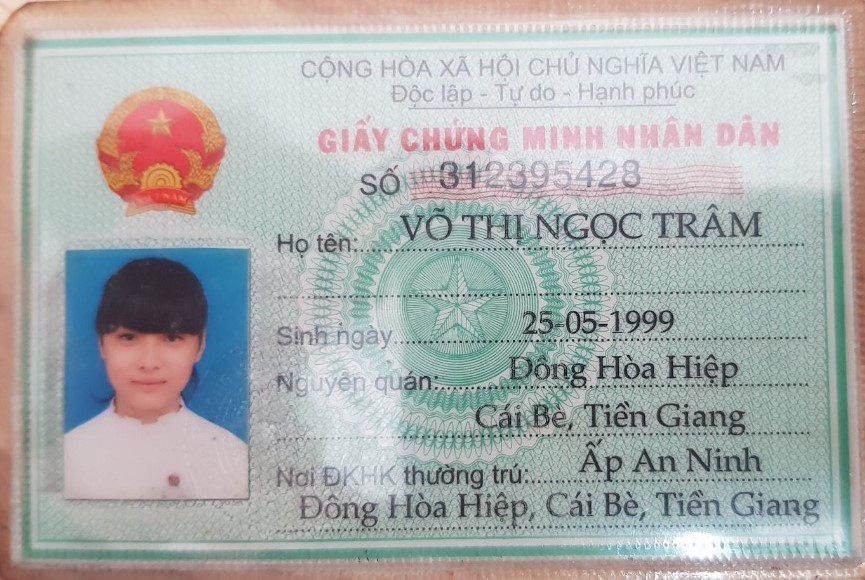 CỘNG HÒA XÃ HỘI CHỦ NGHĨA VIỆT NAM
Độc lập - Tự do - Hạnh phúc
GIẤY CHỨNG MINH NHÂN DÂN
SỐ 312395428
Họ tên: VÕ THỊ NGỌC TRÂM
Sinh ngày 25-05-1999
Nguyên quán: Đông Hòa Hiệp
Cái Bè, Tiền Giang
Nơi ĐKHK thường trú: Ấp An Ninh
Đông Hòa Hiệp, Cái Bè, Tiền Giang